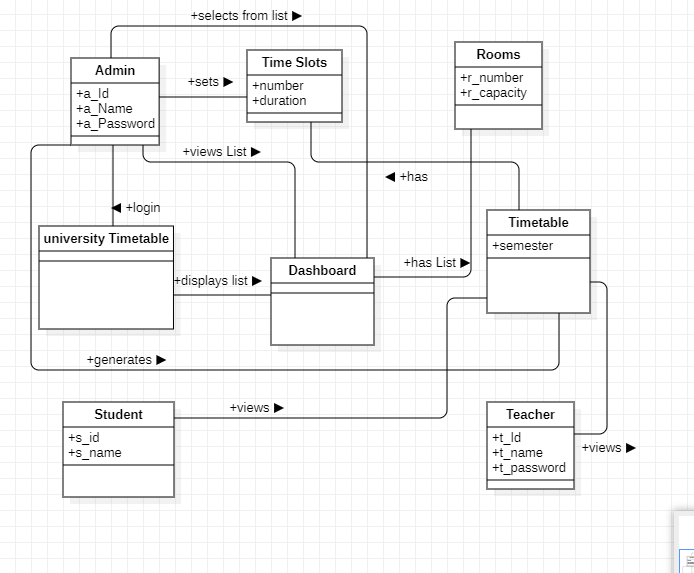 +selects from list ▶
Admin
+a_Id
+a_Name
+a_Password
+sets ▶
Time Slots
+number
+duration
Rooms
+r_number
+r_capacity
+views List ▶
◀ +has
◀ +login
university Timetable
Timetable
+semester
+displays list ▶
Dashboard
+has List ▶
+generates ▶
Student
+s_id
+s_name
+views ▶
Teacher
+t_Id
+t_name
+t_password
+views ▶